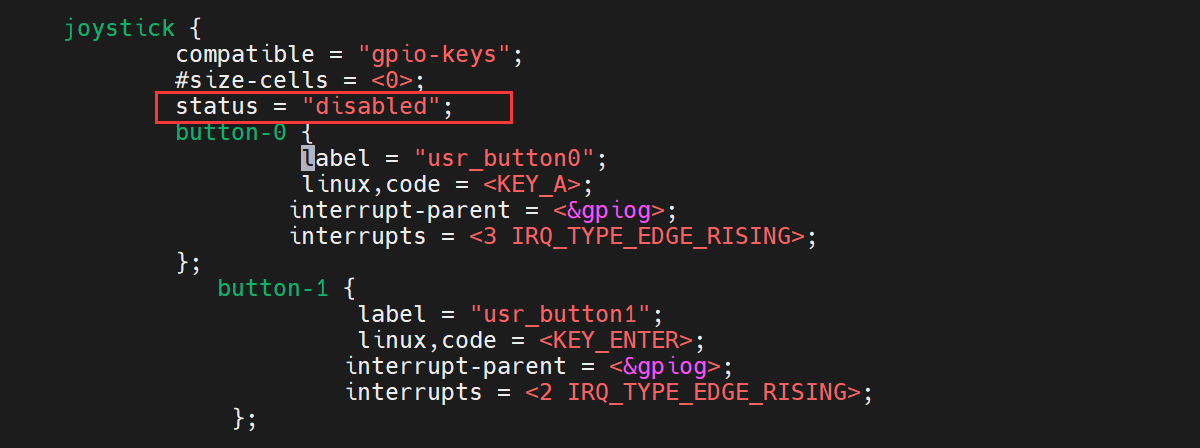 joystick {
compatible = "gpio-keys";
#size-cells = <0>;
status = "disabled";
button-0 {
label = "usr_button0";
linux,code = <KEY_A>;
interrupt-parent = <&gpiog>;
interrupts = <3 IRQ_TYPE_EDGE_RISING>;
};
button-1 {
label = "usr_button1";
linux,code = <KEY_ENTER>;
interrupt-parent = <&gpiog>;
interrupts = <2 IRQ_TYPE_EDGE_RISING>;
};